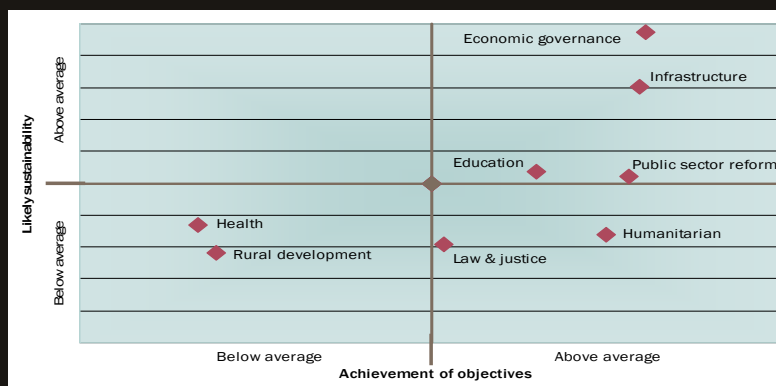 Economic governance
Infrastructure
Above average
Education
Public sector reform
Likely sustainability
Health
Humanitarian
Rural development
Law & justice
Below average
Below average
Above average
Achievement of objectives